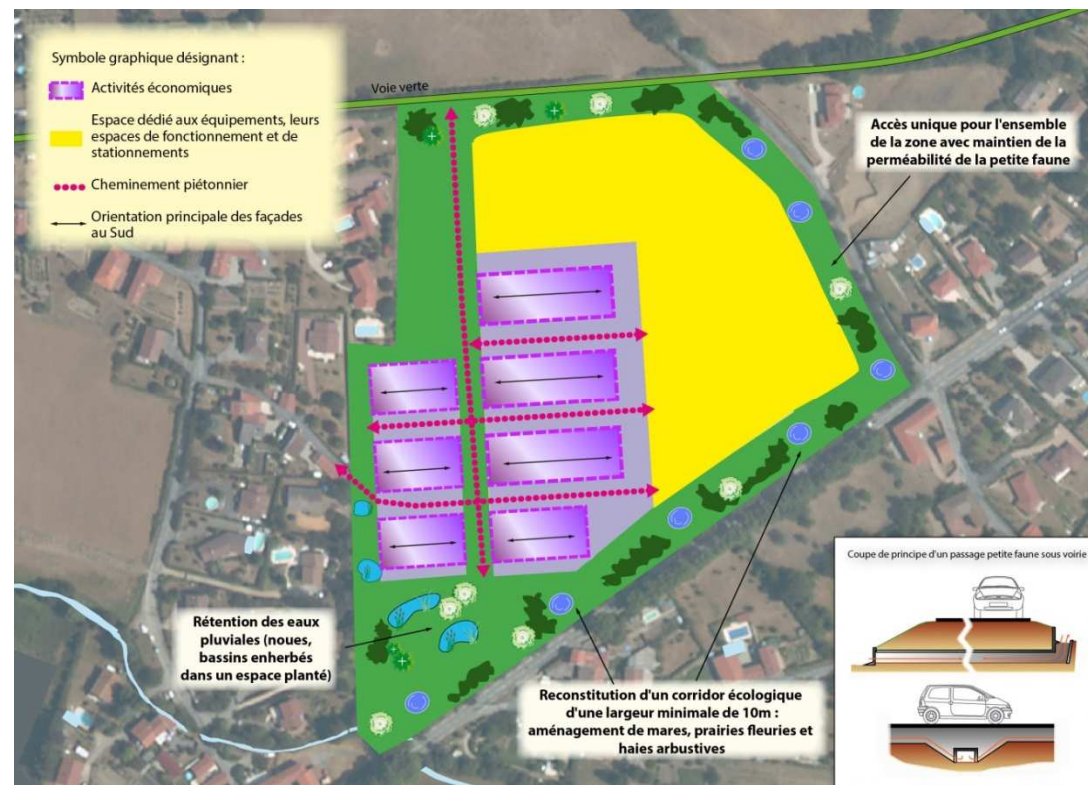 Symbole graphique désignant :
Activités économiques
Espace dédié aux équipements, leurs
espaces de fonctionnement et de
stationnements
Cheminement piétonnier
Orientation principale des façades
au Sud
Voie verte
Accès unique pour l'ensemble
de la zone avec maintien de la
perméabilité de la petite faune
Rétention des eaux
pluviales (noues,
bassins enherbés
dans un espace planté)
Reconstitution d'un corridor écologique
d'une largeur minimale de 10m :
aménagement de mares, prairies fleuries et
haies arbustives
Coupe de principe d'un passage petite faune sous voirie